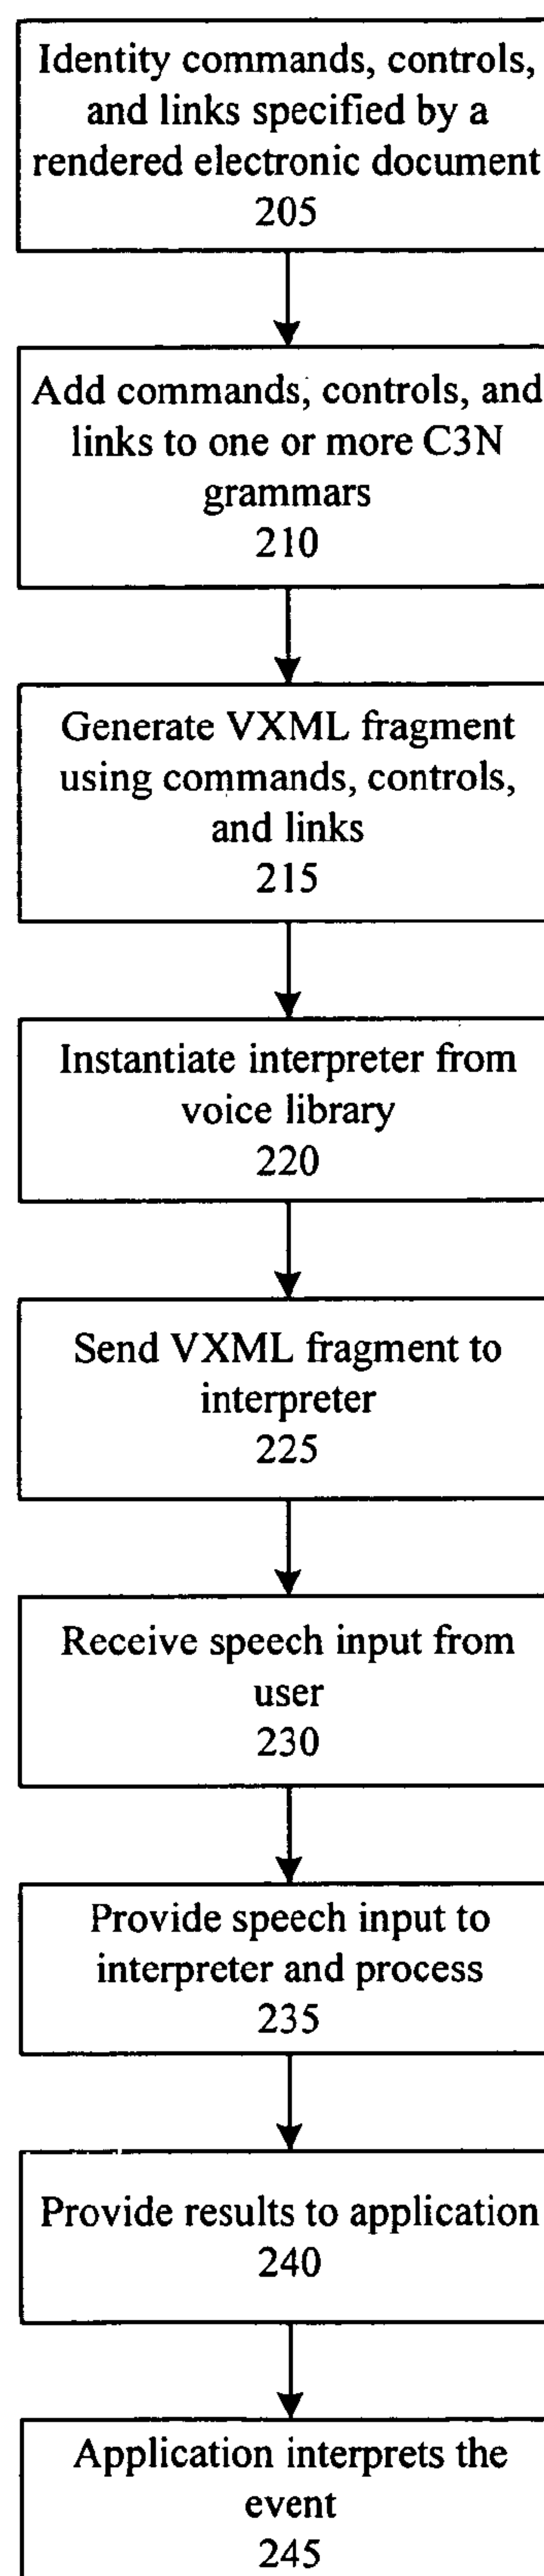 Identity commands, controls,
and links specified by a
rendered electronic document
205
Add commands, controls, and
links to one or more C3N
grammars
210
Generate VXML fragment
using commands, controls,
and links
215
Instantiate interpreter from
voice library
220
Send VXML fragment to
interpreter
225
Receive speech input from
user
230
Provide speech input to
interpreter and process
235
Provide results to application
240
Application interprets the
event
245